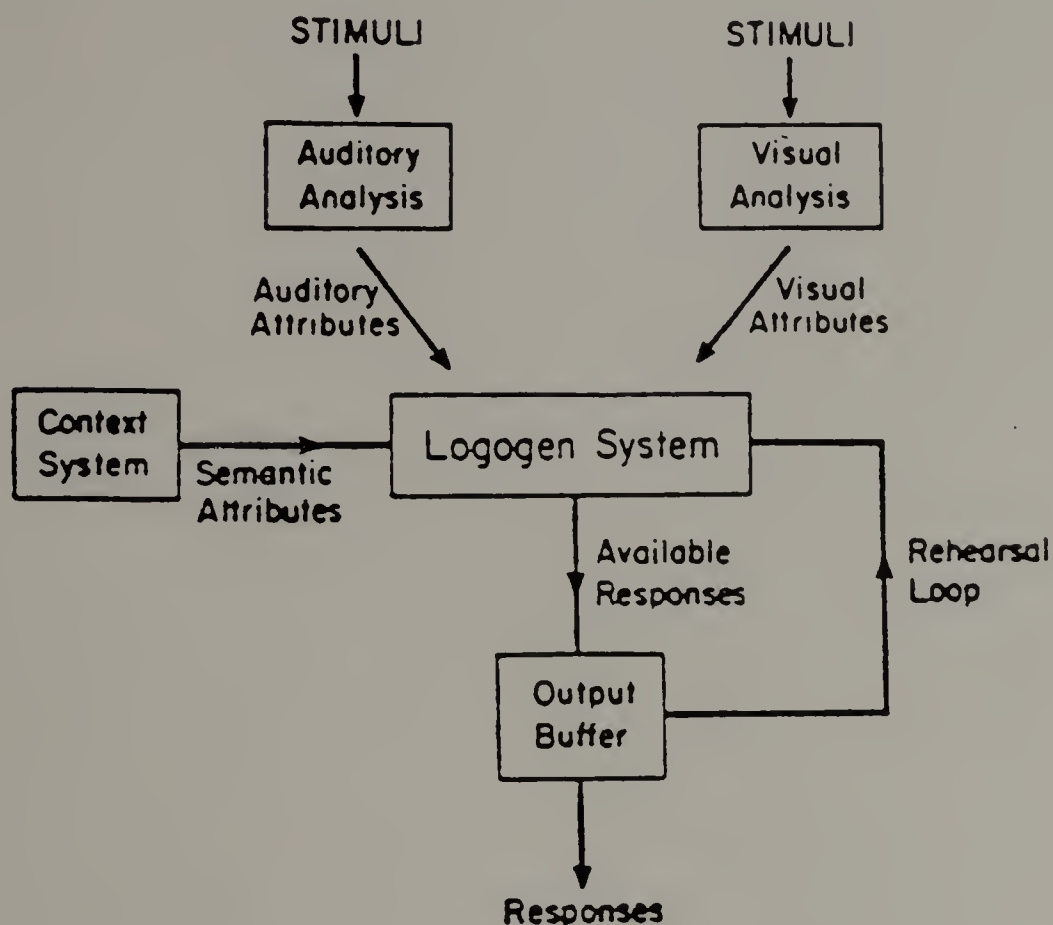 STIMULI
STIMULI
Auditory
Analysis
Visual
Analysis
Auditory
Attributes
Visual
Attributes
Context
System
Semantic
Attributes
Logogen System
Available
Responses
Rehearsal
Loop
Output
Buffer
Responses